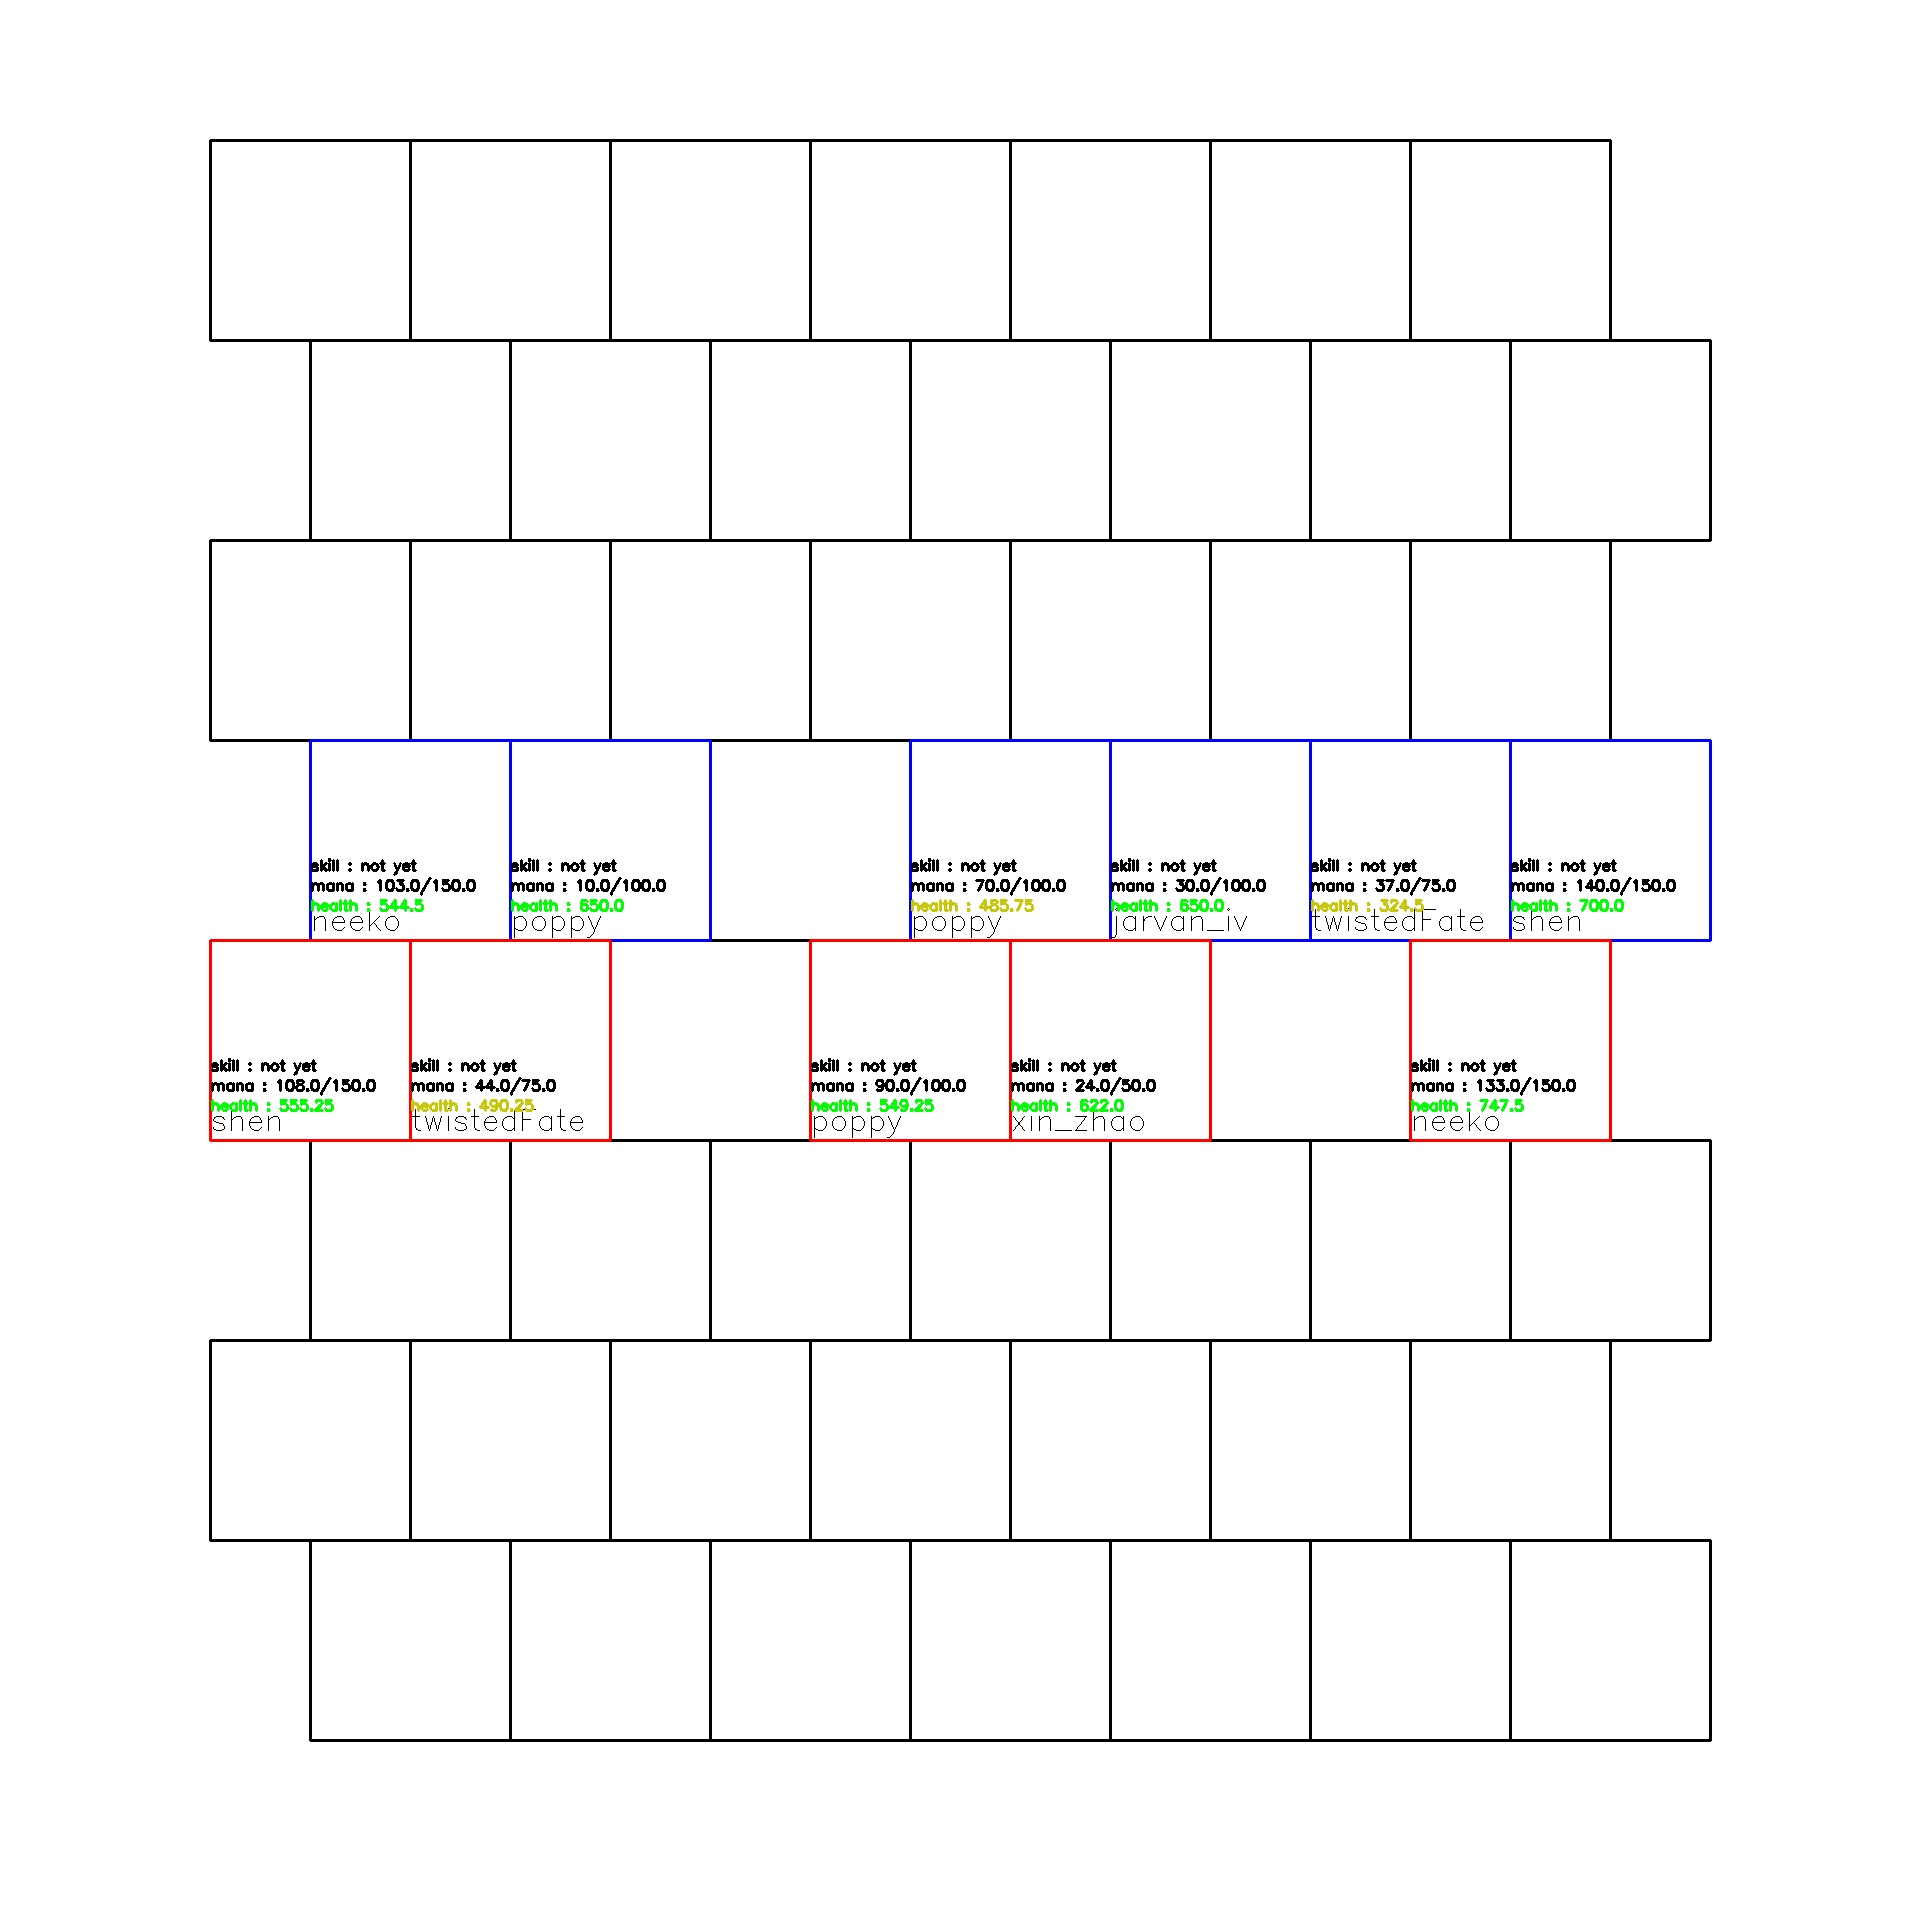 skill : not yet
mana : 103.0/150.0
health : 544.5
neeko
skill : not yet
mana : 10.0/100.0
health : 650.0
poppy
skill : not yet
mana : 70.0/100.0
health : 485.75
poppy
skill : not yet
mana : 30.0/100.0
health : 650.0
jarvan_iv
skill : not yet
mana : 37.0/75.0
health : 324.5
twistedFate
skill : not yet
mana : 140.0/150.0
health : 700.0
shen
skill : not yet
mana : 108.0/150.0
health : 555.25
shen
skill : not yet
mana : 44.0/75.0
health : 490.25
twistedFate
skill : not yet
mana : 90.0/100.0
health : 549.25
poppy
skill : not yet
mana : 24.0/50.0
health : 622.0
xin_zhao
skill : not yet
mana : 133.0/150.0
health : 747.5
neeko